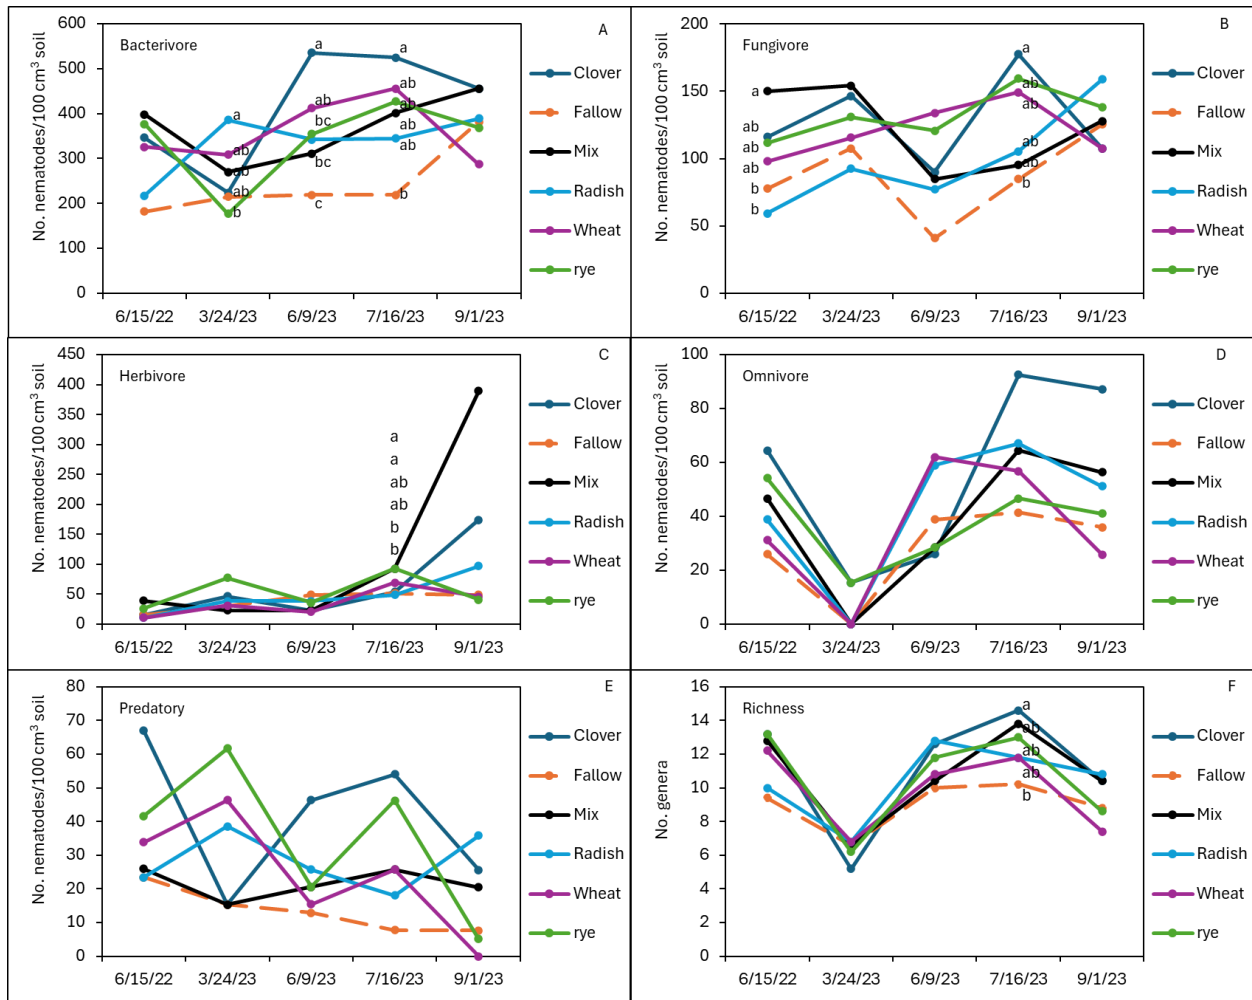 A
Bacterivore
No. nematodes/100 cm³ soil
600
500
400
300
200
100
0
6/15/22 3/24/23 6/9/23 7/16/23 9/1/23
a
ab
ab
ab
b
a
ab
bc
bc
c
a
ab
ab
ab
ab
b
Clover
Fallow
Mix
Radish
Wheat
rye
B
Fungivore
No. nematodes/100 cm³ soil
200
150
100
50
0
6/15/22 3/24/23 6/9/23 7/16/23 9/1/23
a
ab
ab
ab
b
b
a
ab
ab
ab
ab
b
Clover
Fallow
Mix
Radish
Wheat
rye
C
Herbivore
No. nematodes/100 cm³ soil
450
400
350
300
250
200
150
100
50
0
6/15/22 3/24/23 6/9/23 7/16/23 9/1/23
a
a
ab
ab
b
b
Clover
Fallow
Mix
Radish
Wheat
rye
D
Omnivore
No. nematodes/100 cm³ soil
100
80
60
40
20
0
6/15/22 3/24/23 6/9/23 7/16/23 9/1/23
Clover
Fallow
Mix
Radish
Wheat
rye
E
Predatory
No. nematodes/100 cm³ soil
80
70
60
50
40
30
20
10
0
6/15/22 3/24/23 6/9/23 7/16/23 9/1/23
Clover
Fallow
Mix
Radish
Wheat
rye
F
Richness
No. genera
16
14
12
10
8
6
4
2
0
6/15/22 3/24/23 6/9/23 7/16/23 9/1/23
a
ab
ab
ab
b
Clover
Fallow
Mix
Radish
Wheat
rye